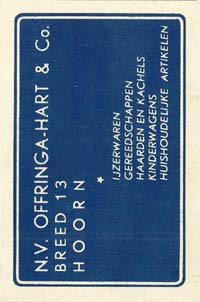 N.V. OFFRINGA-HART & Co.
BREED 13
HOORN
*
IJZERWAREN
GEREEDSCHAPPEN
HAARDEN EN KACHELS
KINDERWAGENS
HUISHOUDELIJKE ARTIKELEN